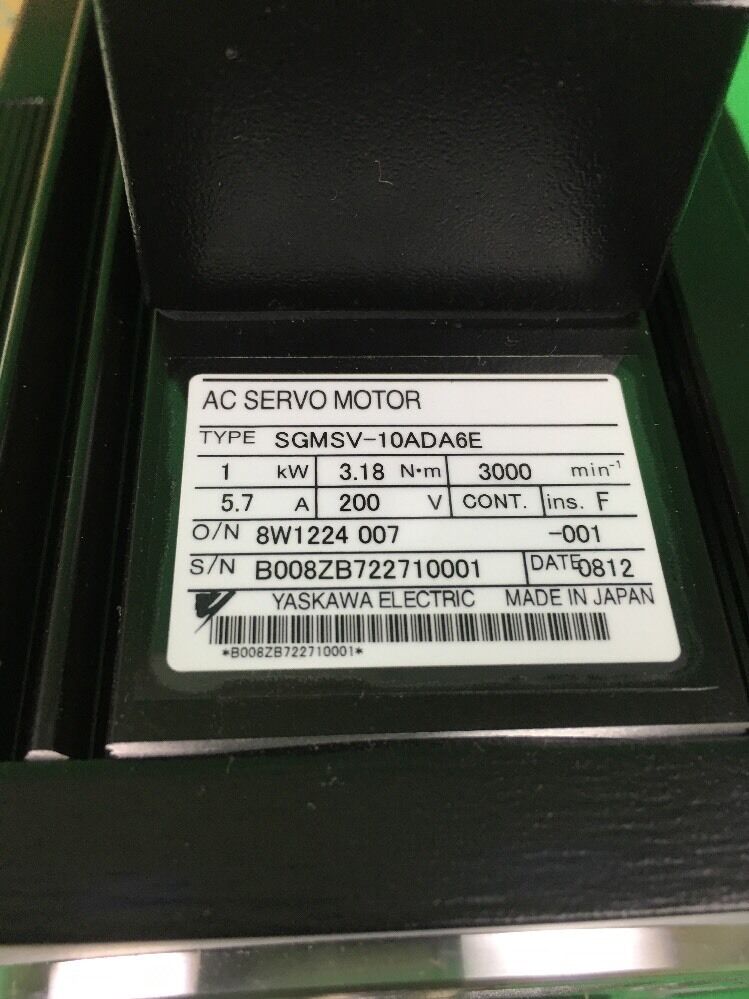 AC SERVO MOTOR
TYPE SGMSV-10ADA6E
1 kW 3.18 N·m 3000 min⁻¹
5.7 A 200 V CONT. ins. F
O/N 8W1224 007 -001
S/N B008ZB722710001 DATE 0812
YASKAWA ELECTRIC MADE IN JAPAN
*B008ZB722710001*